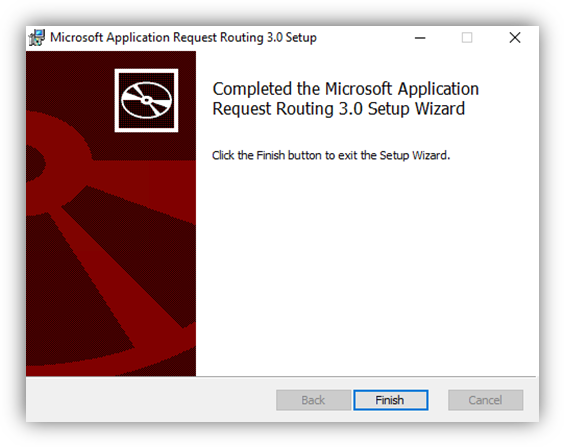 Microsoft Application Request Routing 3.0 Setup
Completed the Microsoft Application
Request Routing 3.0 Setup Wizard
Click the Finish button to exit the Setup Wizard.
Back
Finish
Cancel